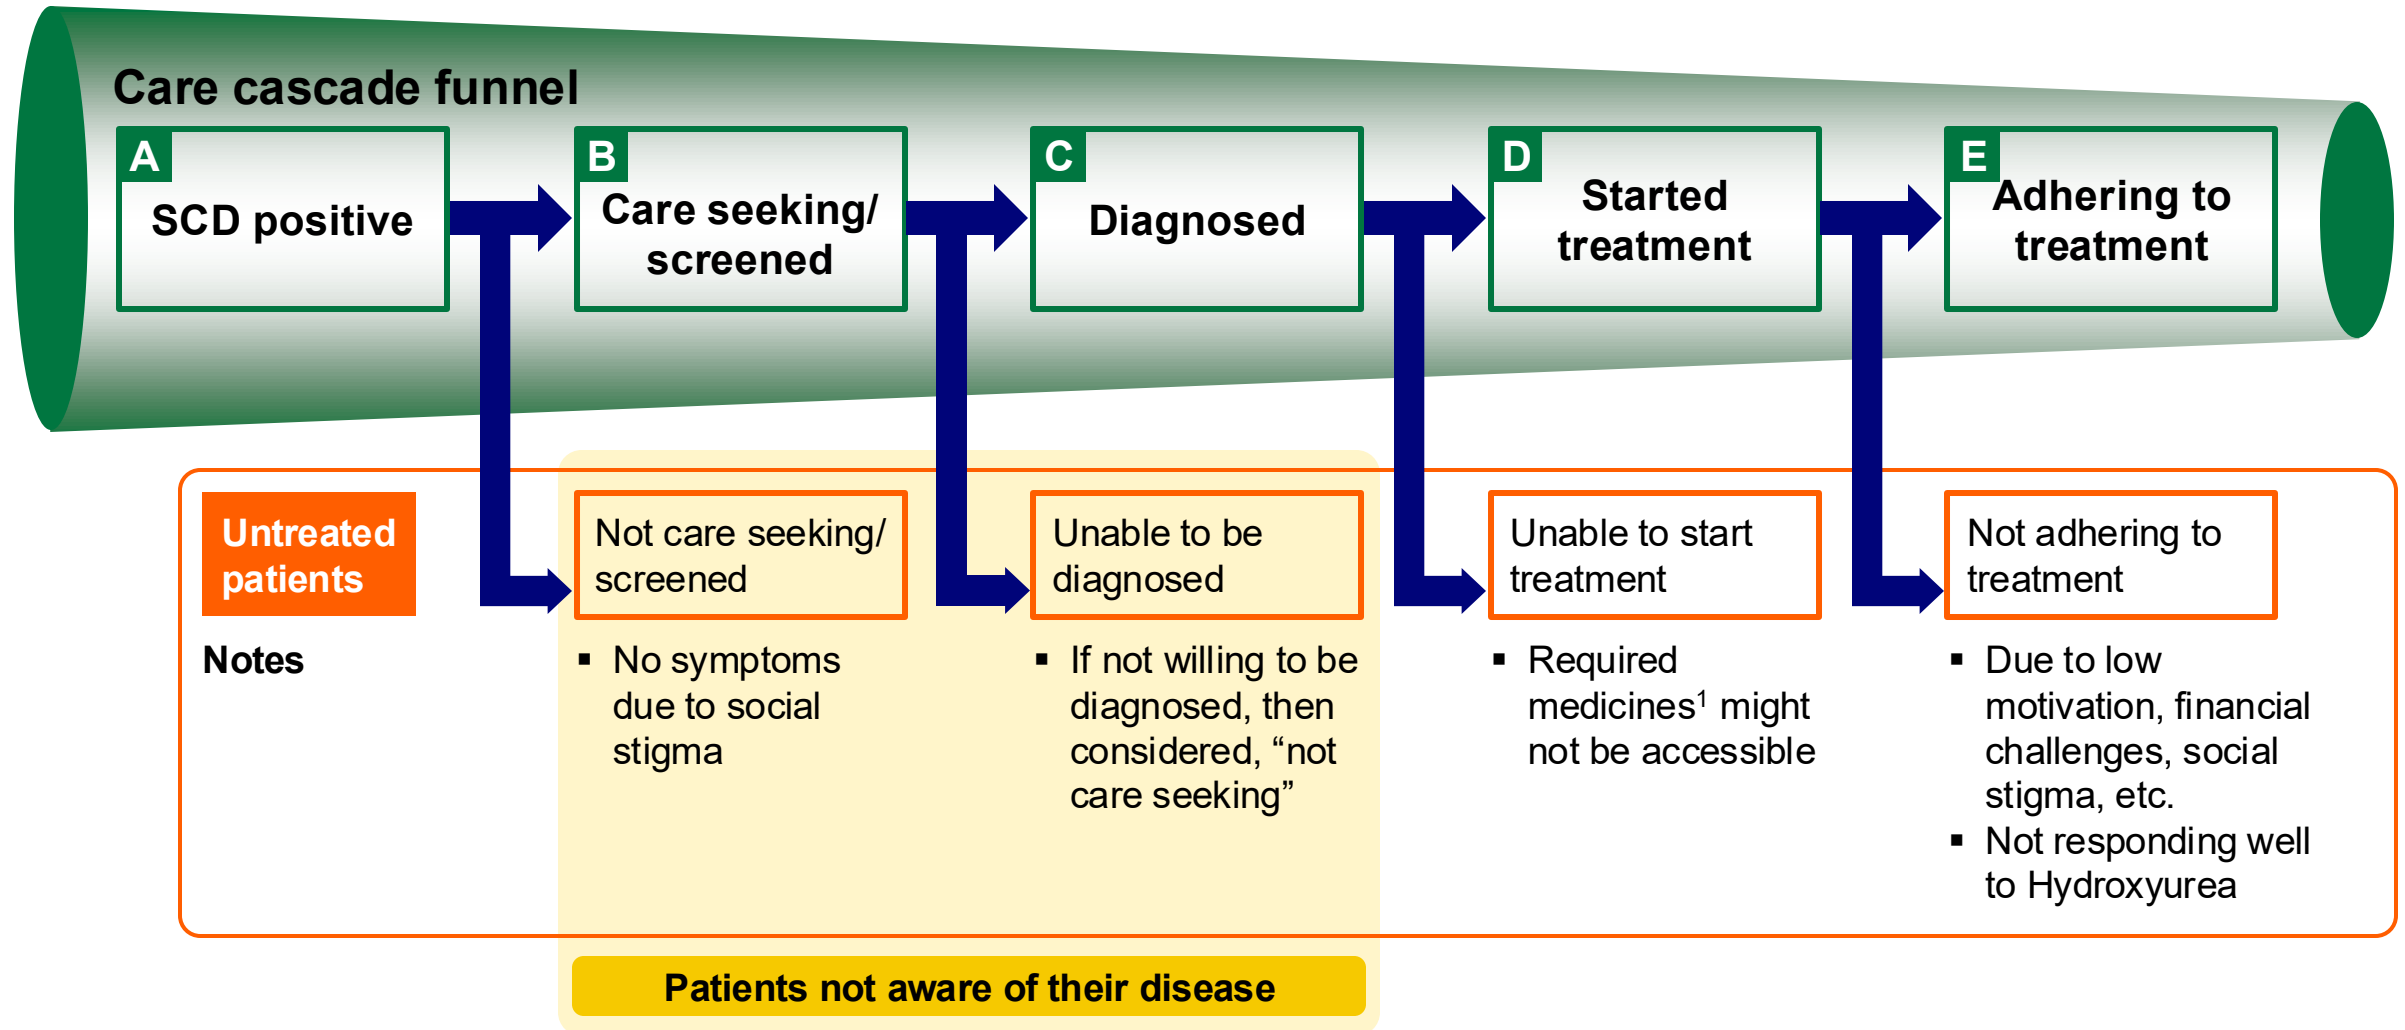 Care cascade funnel
A
SCD positive
B
Care seeking/
screened
C
Diagnosed
D
Started
treatment
E
Adhering to
treatment
Untreated
patients
Not care seeking/
screened
Unable to be
diagnosed
Unable to start
treatment
Not adhering to
treatment
Notes
▪ No symptoms
due to social
stigma
▪ If not willing to be
diagnosed, then
considered, “not
care seeking”
▪ Required
medicines¹ might
not be accessible
▪ Due to low
motivation, financial
challenges, social
stigma, etc.
▪ Not responding well
to Hydroxyurea
Patients not aware of their disease